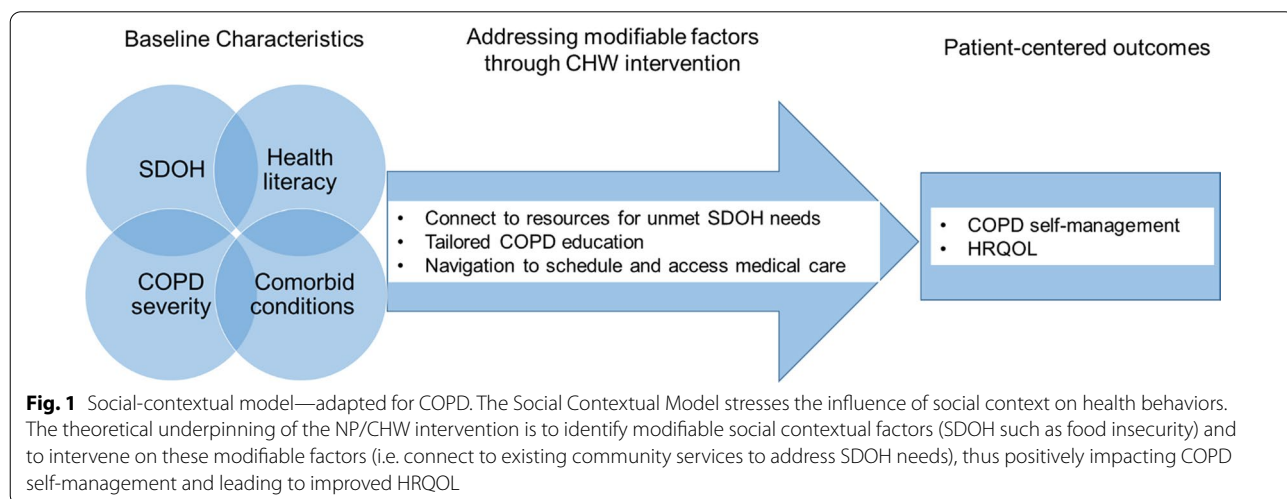 Baseline Characteristics
Addressing modifiable factors
through CHW intervention
Patient-centered outcomes
SDOH
Health
literacy
COPD
severity
Comorbid
conditions
• Connect to resources for unmet SDOH needs
• Tailored COPD education
• Navigation to schedule and access medical care
• COPD self-management
• HRQOL
Fig. 1 Social-contextual model—adapted for COPD. The Social Contextual Model stresses the influence of social context on health behaviors.
The theoretical underpinning of the NP/CHW intervention is to identify modifiable social contextual factors (SDOH such as food insecurity) and
to intervene on these modifiable factors (i.e. connect to existing community services to address SDOH needs), thus positively impacting COPD
self-management and leading to improved HRQOL